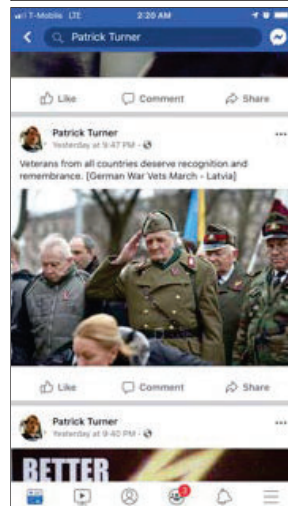 T-Mobile LTE 2:20 AM
Patrick Turner
Like Comment Share
Patrick Turner
Yesterday at 9:47 PM
Veterans from all countries deserve recognition and
remembrance. [German War Vets March - Latvia]
Like Comment Share
Patrick Turner
Yesterday at 9:40 PM
BETTER
3